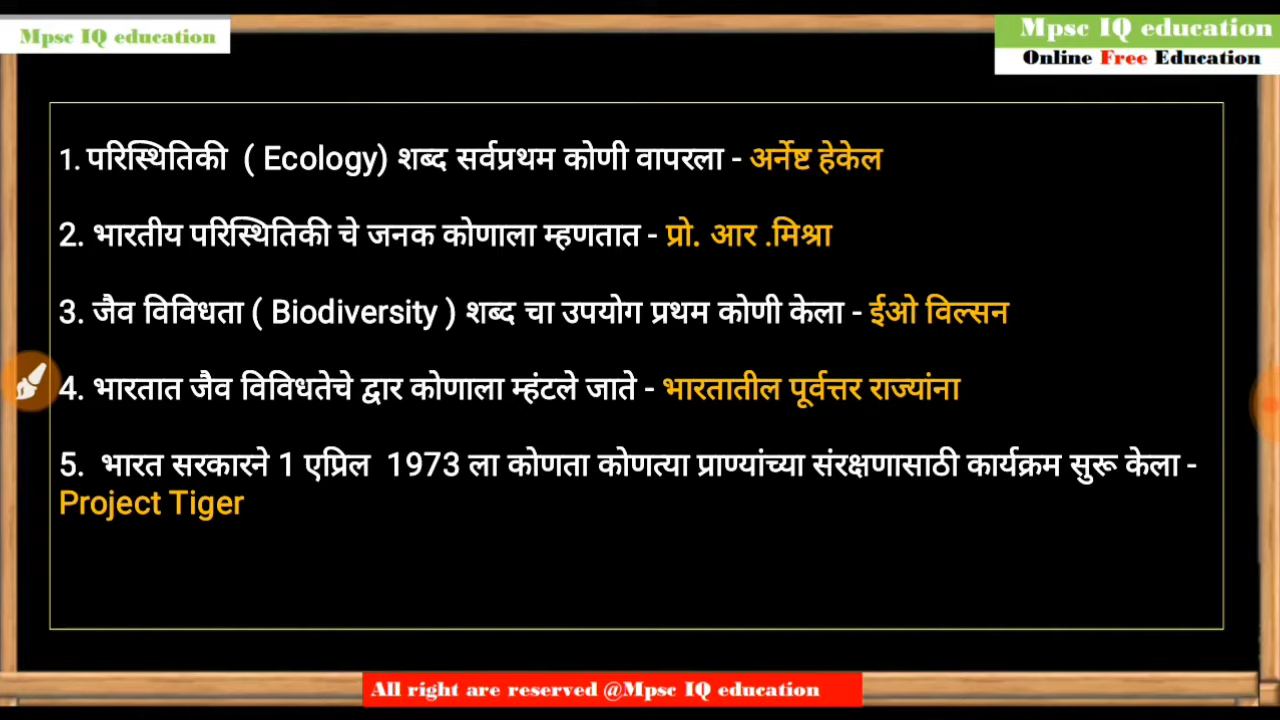 Mpsc IQ education
Mpsc IQ education
Online Free Education
1. परिस्थितिकी ( Ecology) शब्द सर्वप्रथम कोणी वापरला - अर्नेष्ट हेकेल
2. भारतीय परिस्थितिकी चे जनक कोणाला म्हणतात - प्रो. आर .मिश्रा
3. जैव विविधता ( Biodiversity ) शब्द चा उपयोग प्रथम कोणी केला - ईओ विल्सन
4. भारतात जैव विविधतेचे द्वार कोणाला म्हंटले जाते - भारतातील पूर्वत्तर राज्यांना
5. भारत सरकारने 1 एप्रिल 1973 ला कोणता कोणत्या प्राण्यांच्या संरक्षणासाठी कार्यक्रम सुरू केला -
Project Tiger
All right are reserved @Mpsc IQ education